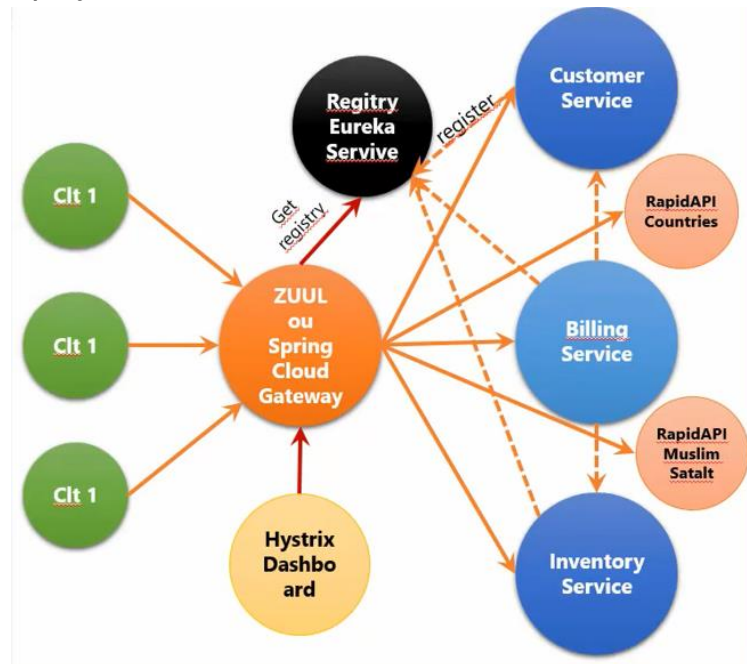 Customer
Service
Regitry
Eureka
Servive
register
Clt 1
RapidAPI
Countries
Get
registry
ZUUL
ou
Spring
Cloud
Gateway
Clt 1
Billing
Service
RapidAPI
Muslim
Satalt
Clt 1
Hystrix
Dashbo
ard
Inventory
Service